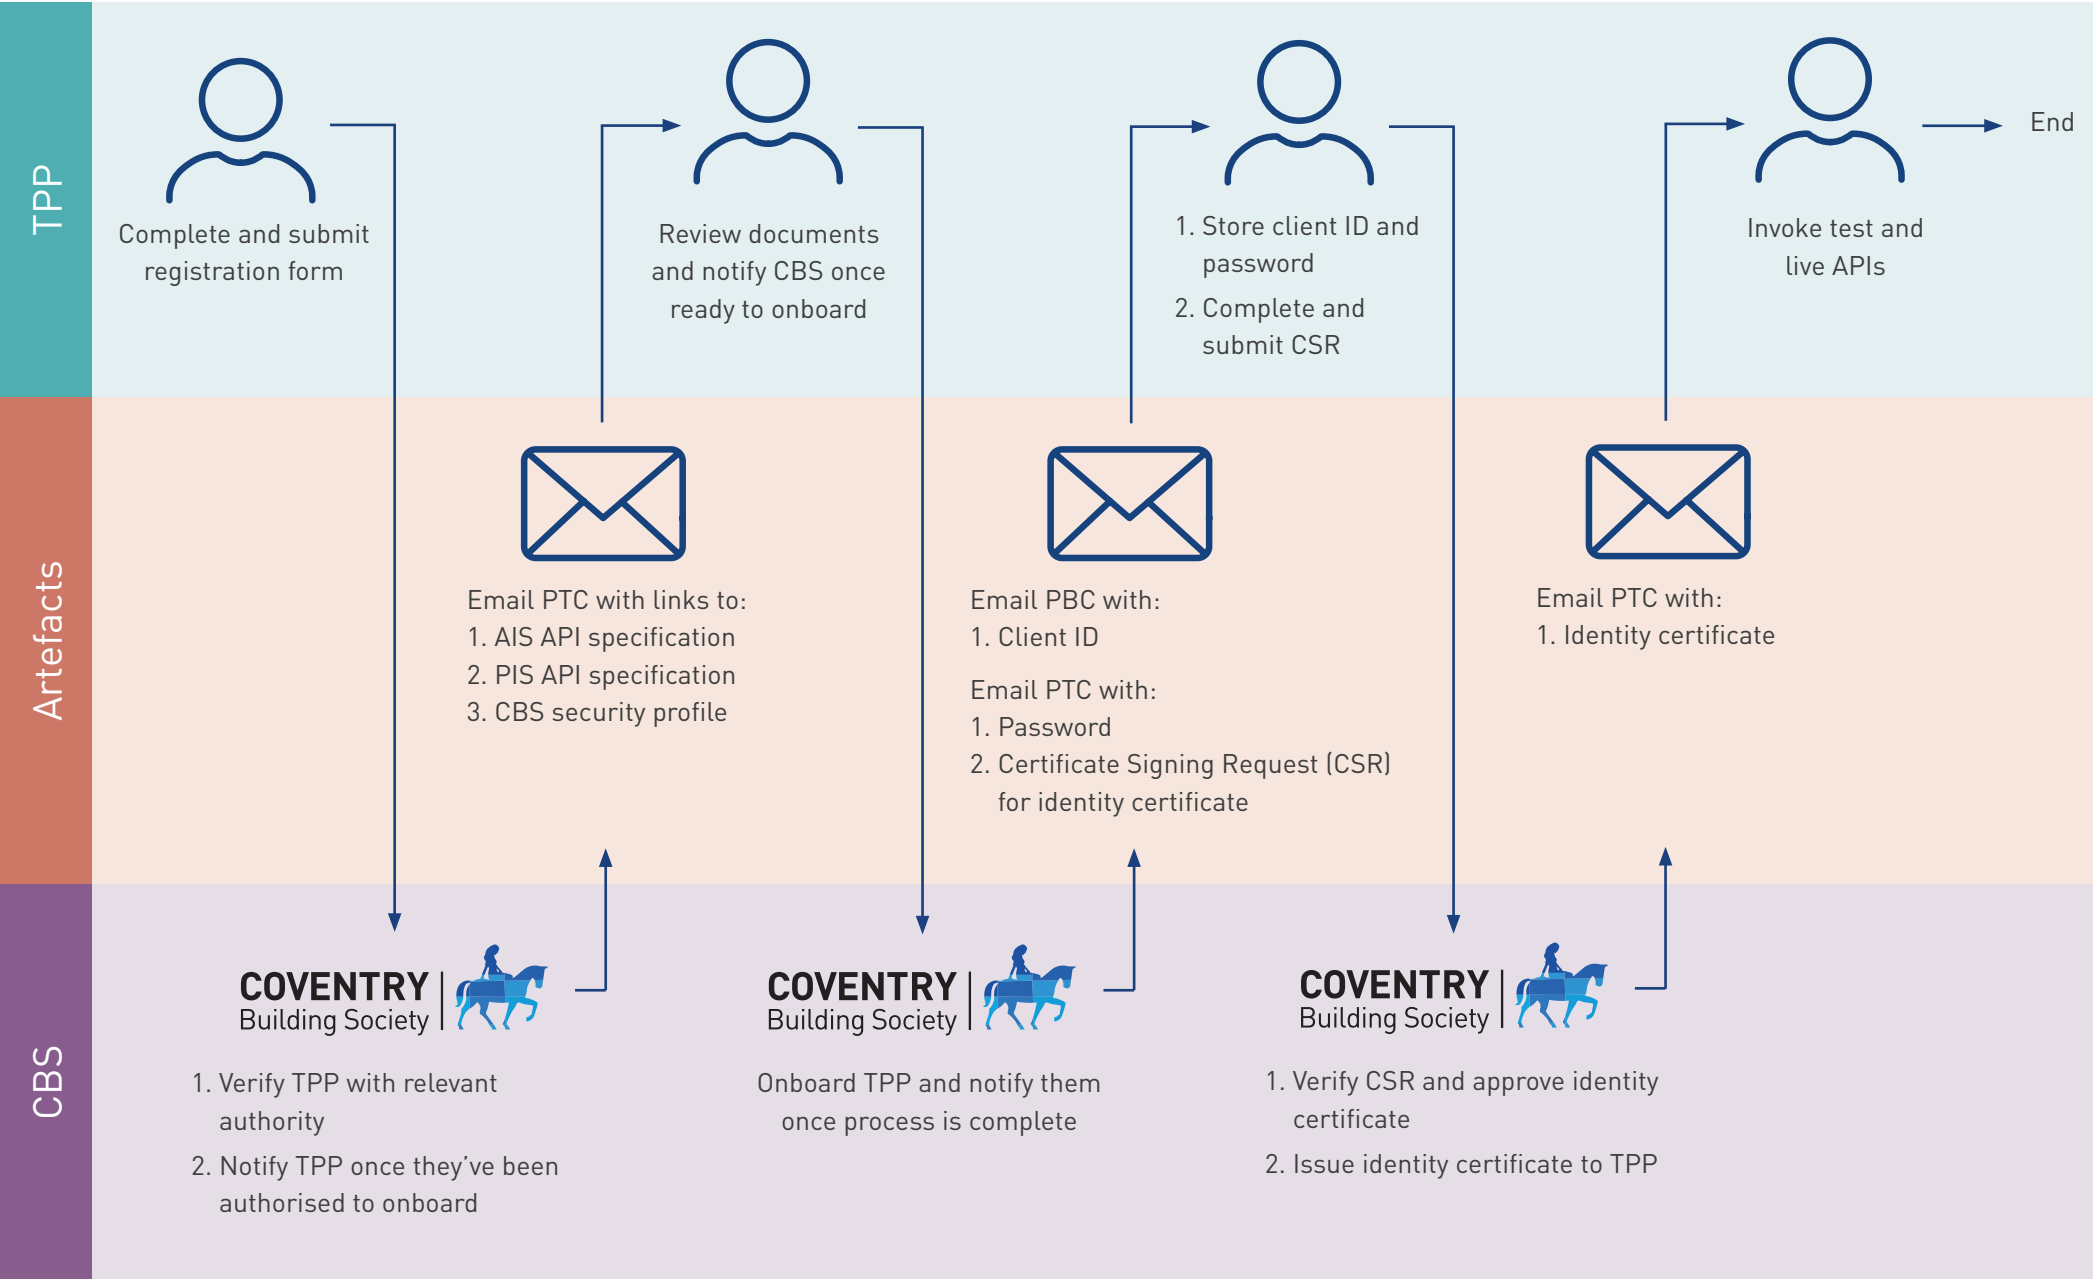 TPP
Complete and submit
registration form
Review documents
and notify CBS once
ready to onboard
1. Store client ID and
password
2. Complete and
submit CSR
Invoke test and
live APIs
End
Artefacts
Email PTC with links to:
1. AIS API specification
2. PIS API specification
3. CBS security profile
Email PBC with:
1. Client ID
Email PTC with:
1. Password
2. Certificate Signing Request (CSR)
for identity certificate
Email PTC with:
1. Identity certificate
CBS
COVENTRY
Building Society
1. Verify TPP with relevant
authority
2. Notify TPP once they’ve been
authorised to onboard
COVENTRY
Building Society
Onboard TPP and notify them
once process is complete
COVENTRY
Building Society
1. Verify CSR and approve identity
certificate
2. Issue identity certificate to TPP